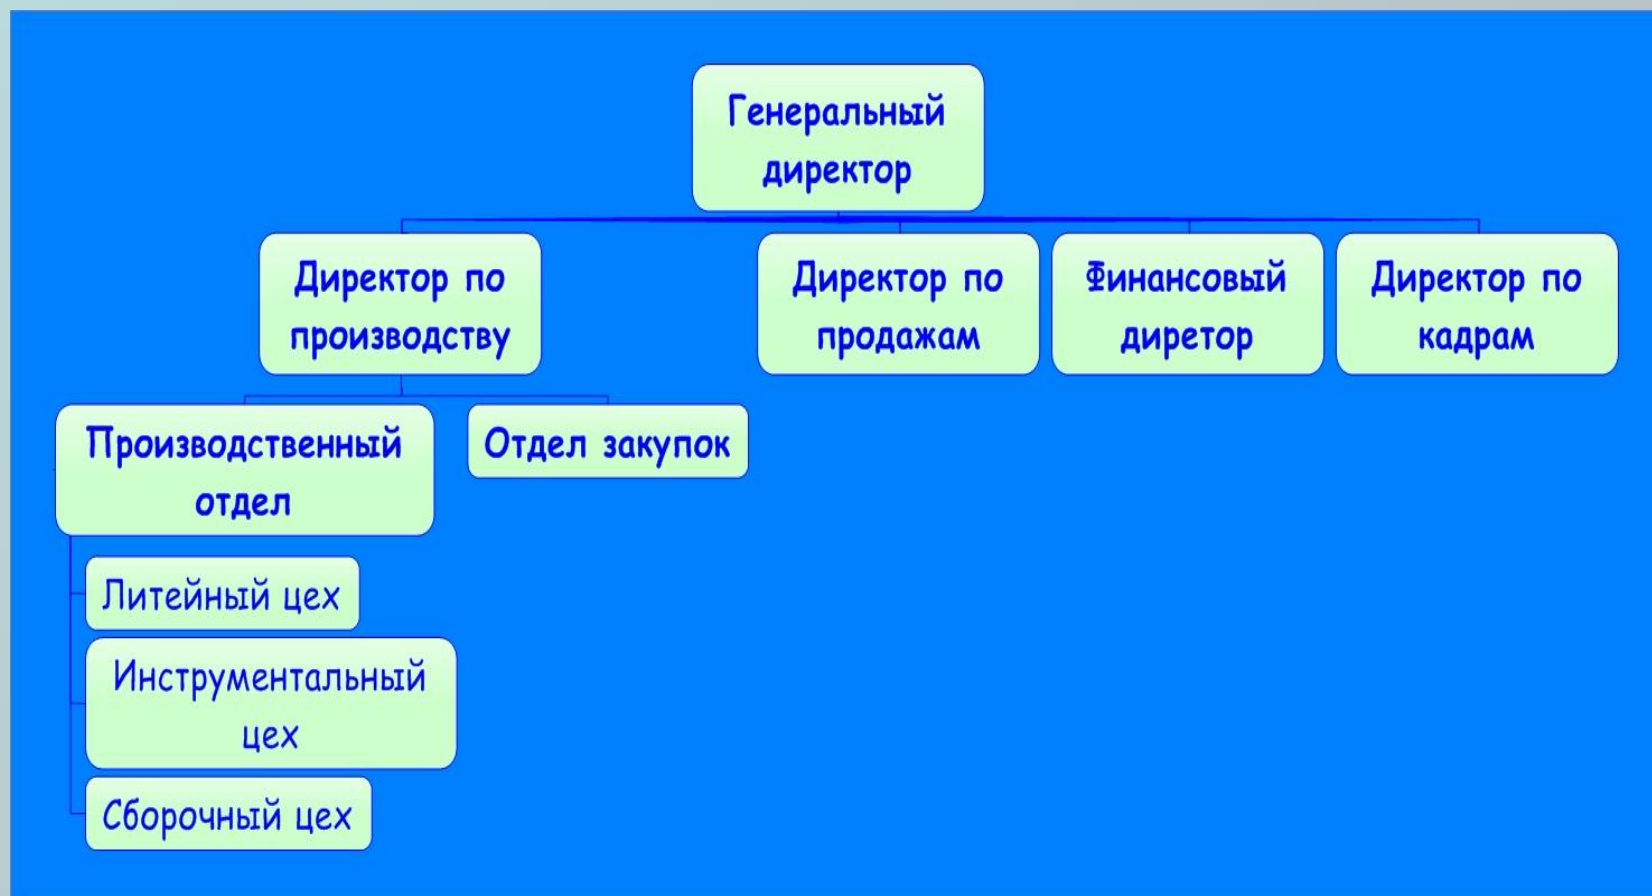 Генеральный
директор
Директор по
производству
Директор по
продажам
Финансовый
диретор
Директор по
кадрам
Производственный
отдел
Отдел закупок
Литейный цех
Инструментальный
цех
Сборочный цех